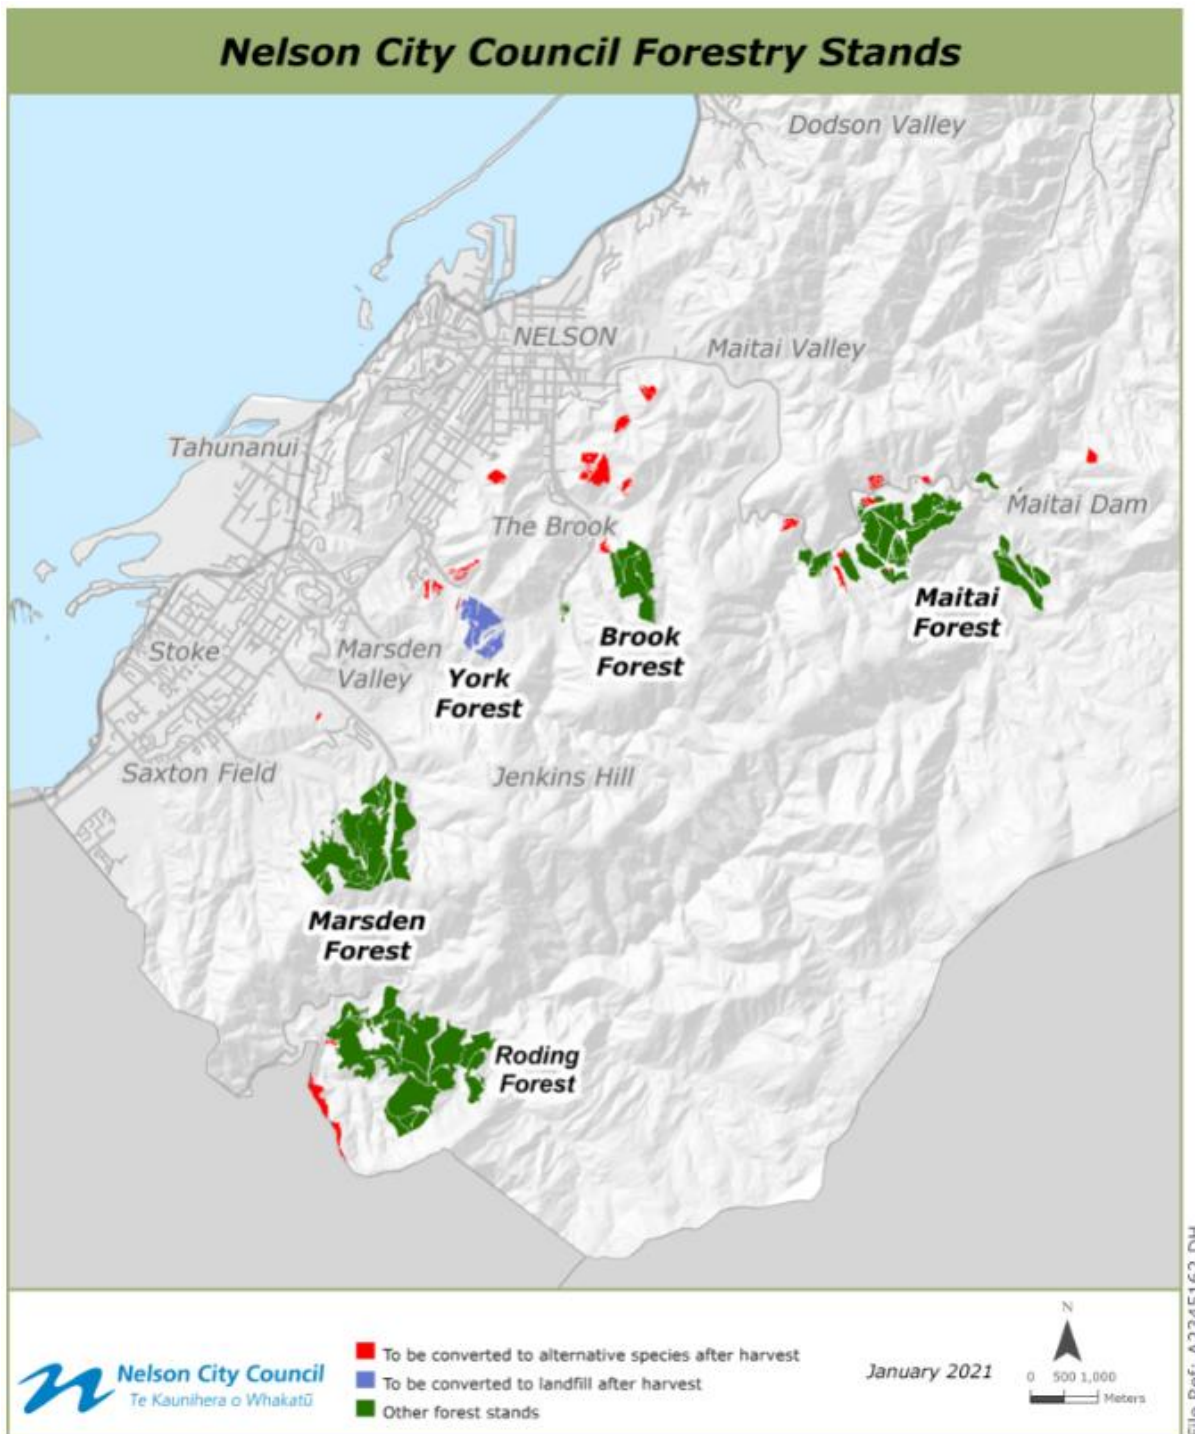 Nelson City Council Forestry Stands
Dodson Valley
NELSON
Maitai Valley
Tahunanui
The Brook
Maitai Dam
Maitai
Forest
Brook
Forest
Stoke
Marsden
Valley
York
Forest
Saxton Field
Jenkins Hill
Marsden
Forest
Roding
Forest
Nelson City Council
Te Kaunihera o Whakatū
To be converted to alternative species after harvest
To be converted to landfill after harvest
Other forest stands
January 2021
N
0 500 1,000
Meters
File Ref: A2345162_DH